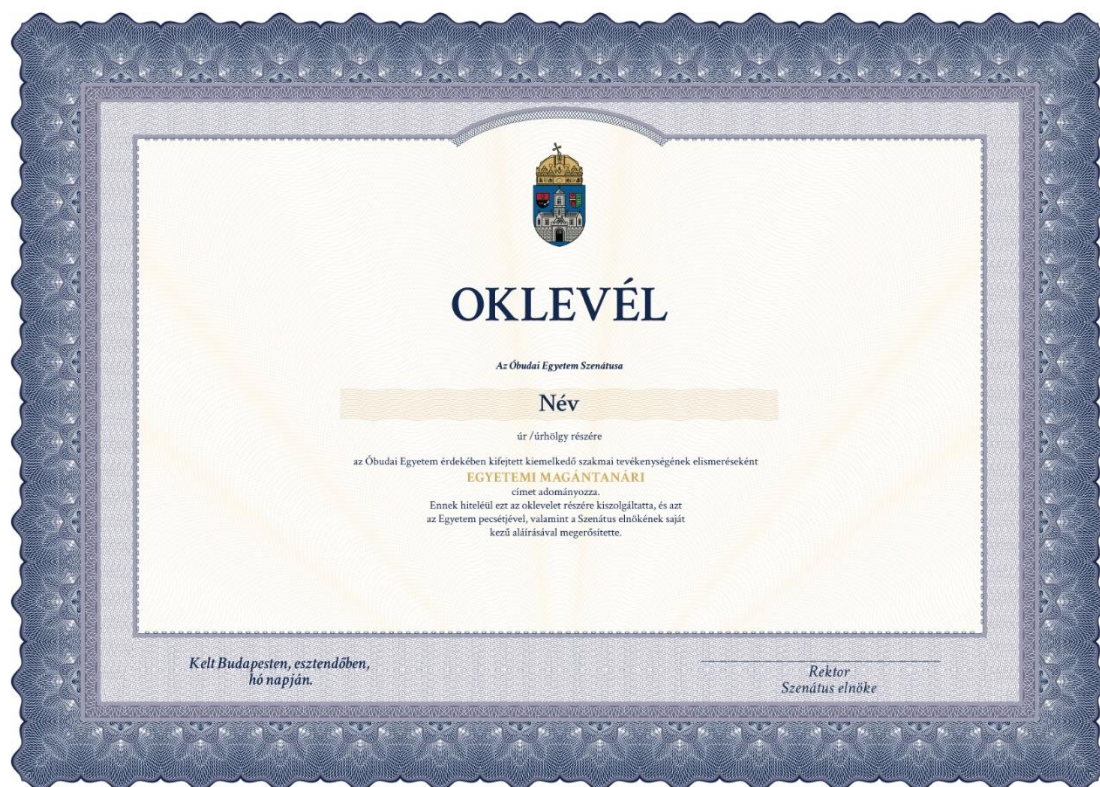 OKLEVÉL
Az Óbudai Egyetem Szenátusa
Név
úr /úrhölgy részére
az Óbudai Egyetem érdekében kifejtett kiemelkedő szakmai tevékenységének elismeréseként
EGYETEMI MAGÁNTANÁRI
címet adományozza.
Ennek hiteléül ezt az oklevelet részére kiszolgáltatta, és azt
az Egyetem pecsétjével, valamint a Szenátus elnökének saját
kezű aláírásával megerősítette.
Kelt Budapesten, esztendőben,
hó napján.
Rektor
Szenátus elnöke